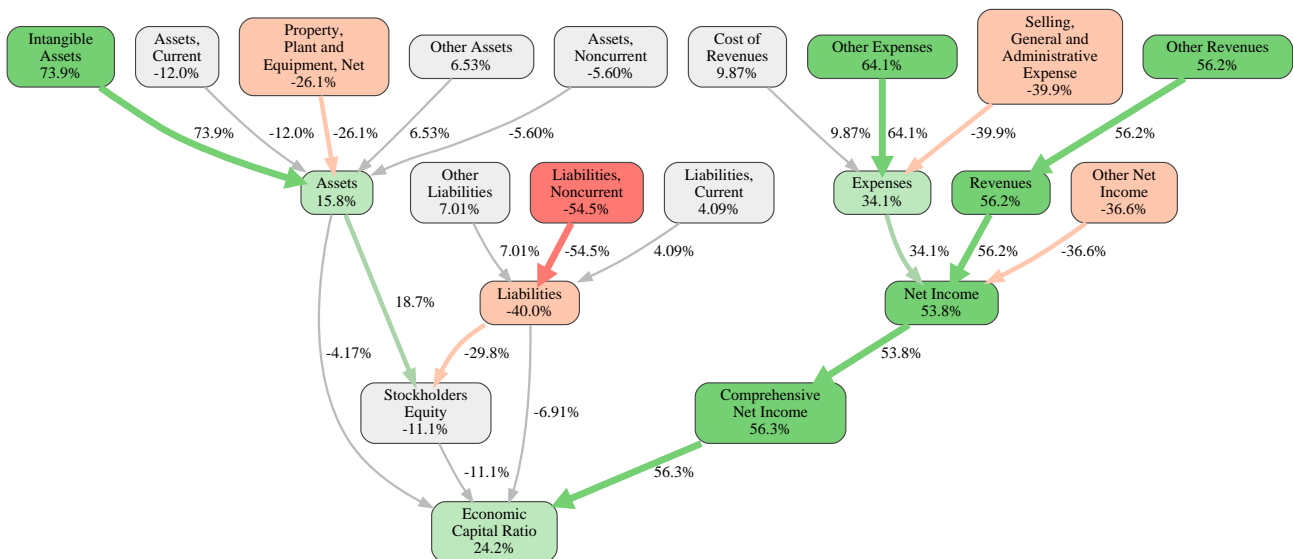 Intangible
Assets
73.9%
Assets,
Current
-12.0%
Property,
Plant and
Equipment, Net
-26.1%
Other Assets
6.53%
Assets,
Noncurrent
-5.60%
Cost of
Revenues
9.87%
Other Expenses
64.1%
Selling,
General and
Administrative
Expense
-39.9%
Other Revenues
56.2%
73.9%
-12.0%
-26.1%
6.53%
-5.60%
9.87%
64.1%
-39.9%
56.2%
Assets
15.8%
Other
Liabilities
7.01%
Liabilities,
Noncurrent
-54.5%
Liabilities,
Current
4.09%
Expenses
34.1%
Revenues
56.2%
Other Net
Income
-36.6%
7.01%
-54.5%
4.09%
34.1%
56.2%
-36.6%
Liabilities
-40.0%
Net Income
53.8%
18.7%
-4.17%
-29.8%
53.8%
Stockholders
Equity
-11.1%
-6.91%
Comprehensive
Net Income
56.3%
-11.1%
56.3%
Economic
Capital Ratio
24.2%